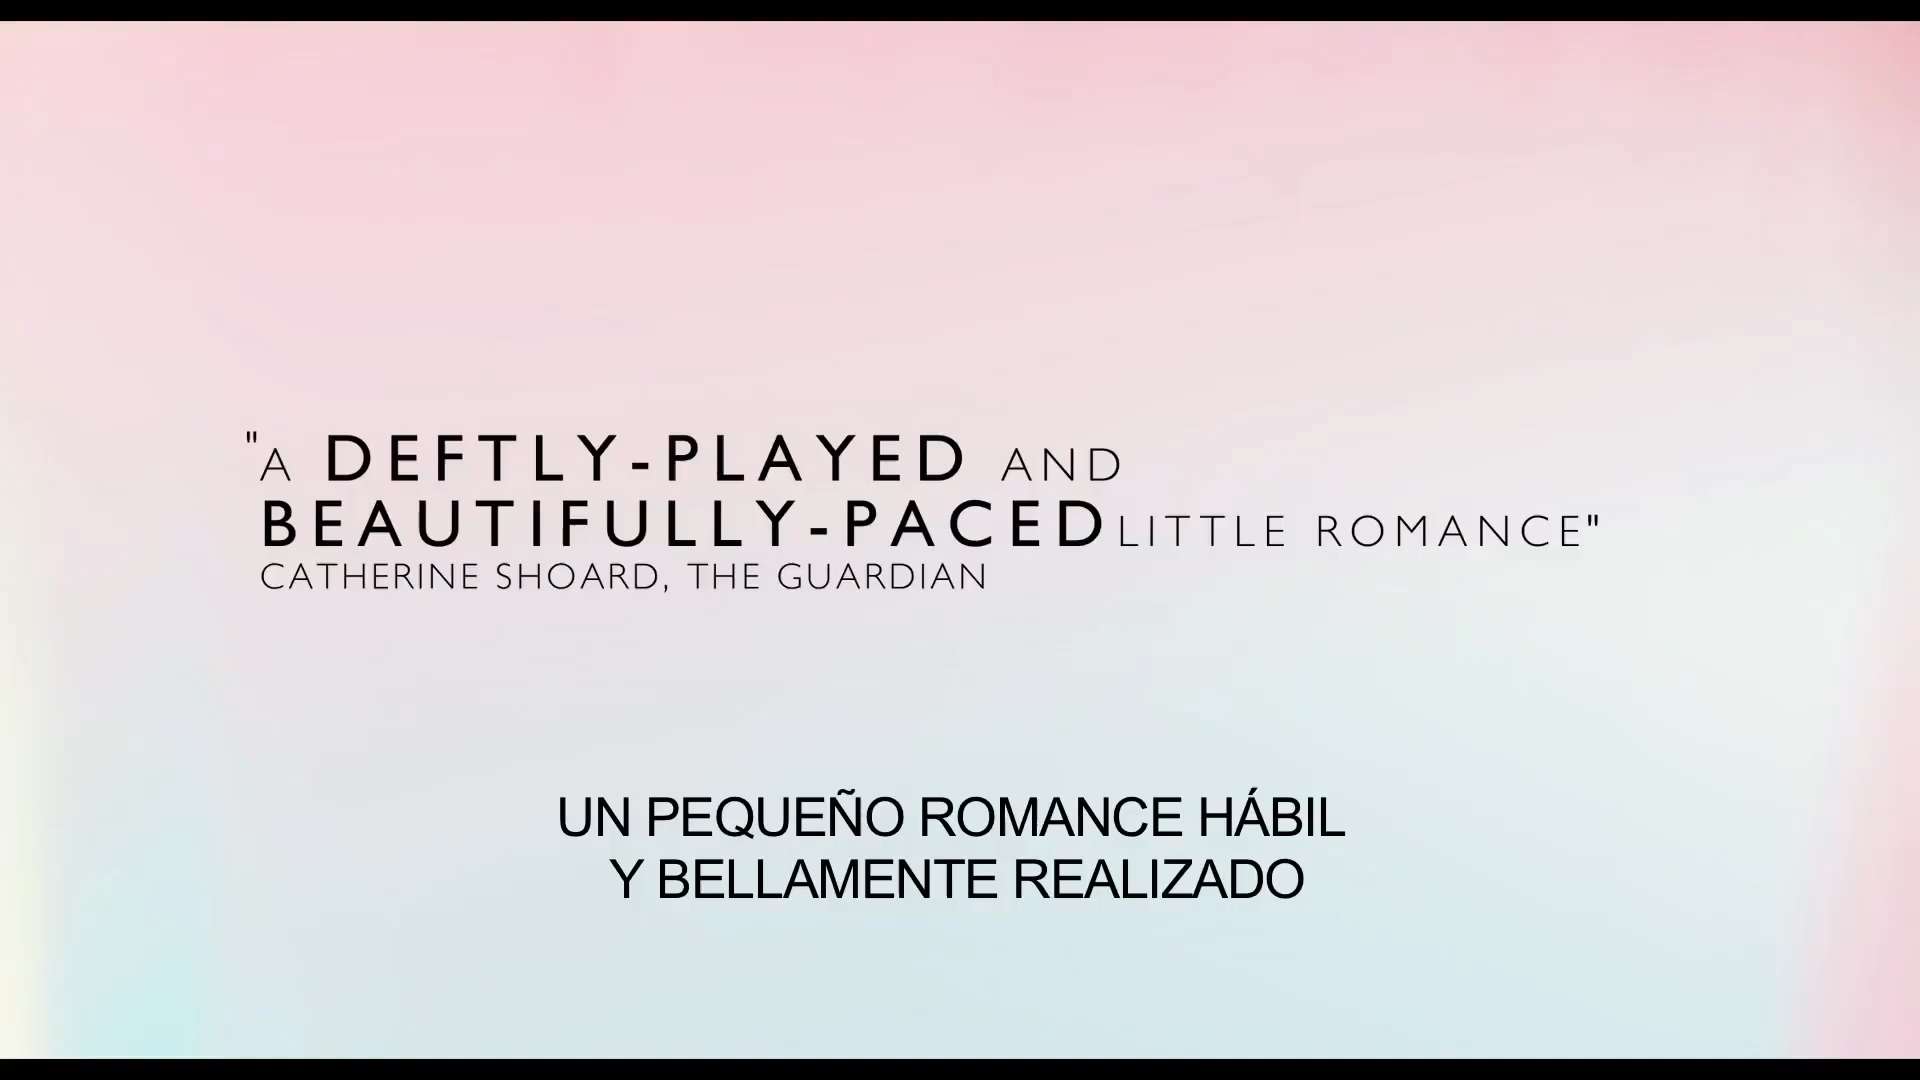 "A DEFTLY-PLAYED AND
BEAUTIFULLY-PACED LITTLE ROMANCE"
CATHERINE SHOARD, THE GUARDIAN
UN PEQUEÑO ROMANCE HÁBIL
Y BELLAMENTE REALIZADO